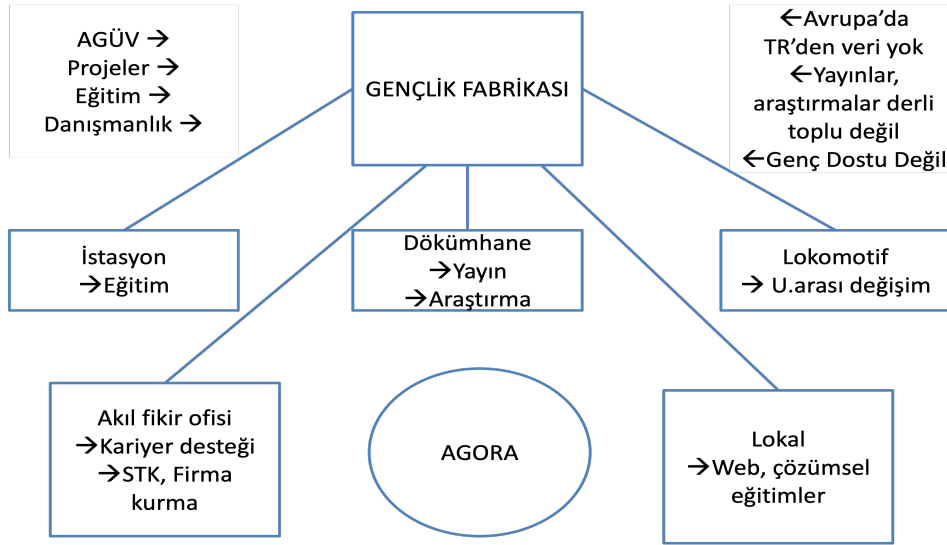 AGÜV →
Projeler →
Eğitim →
Danışmanlık →
GENÇLİK FABRİKASI
←Avrupa’da
TR’den veri yok
←Yayınlar,
araştırmalar derli
toplu değil
←Genç Dostu Değil
İstasyon
→Eğitim
Dökümhane
→Yayın
→Araştırma
Lokomotif
→ U.arası değişim
Akıl fikir ofisi
→Kariyer desteği
→STK, Firma
kurma
AGORA
Lokal
→Web, çözümsel
eğitimler